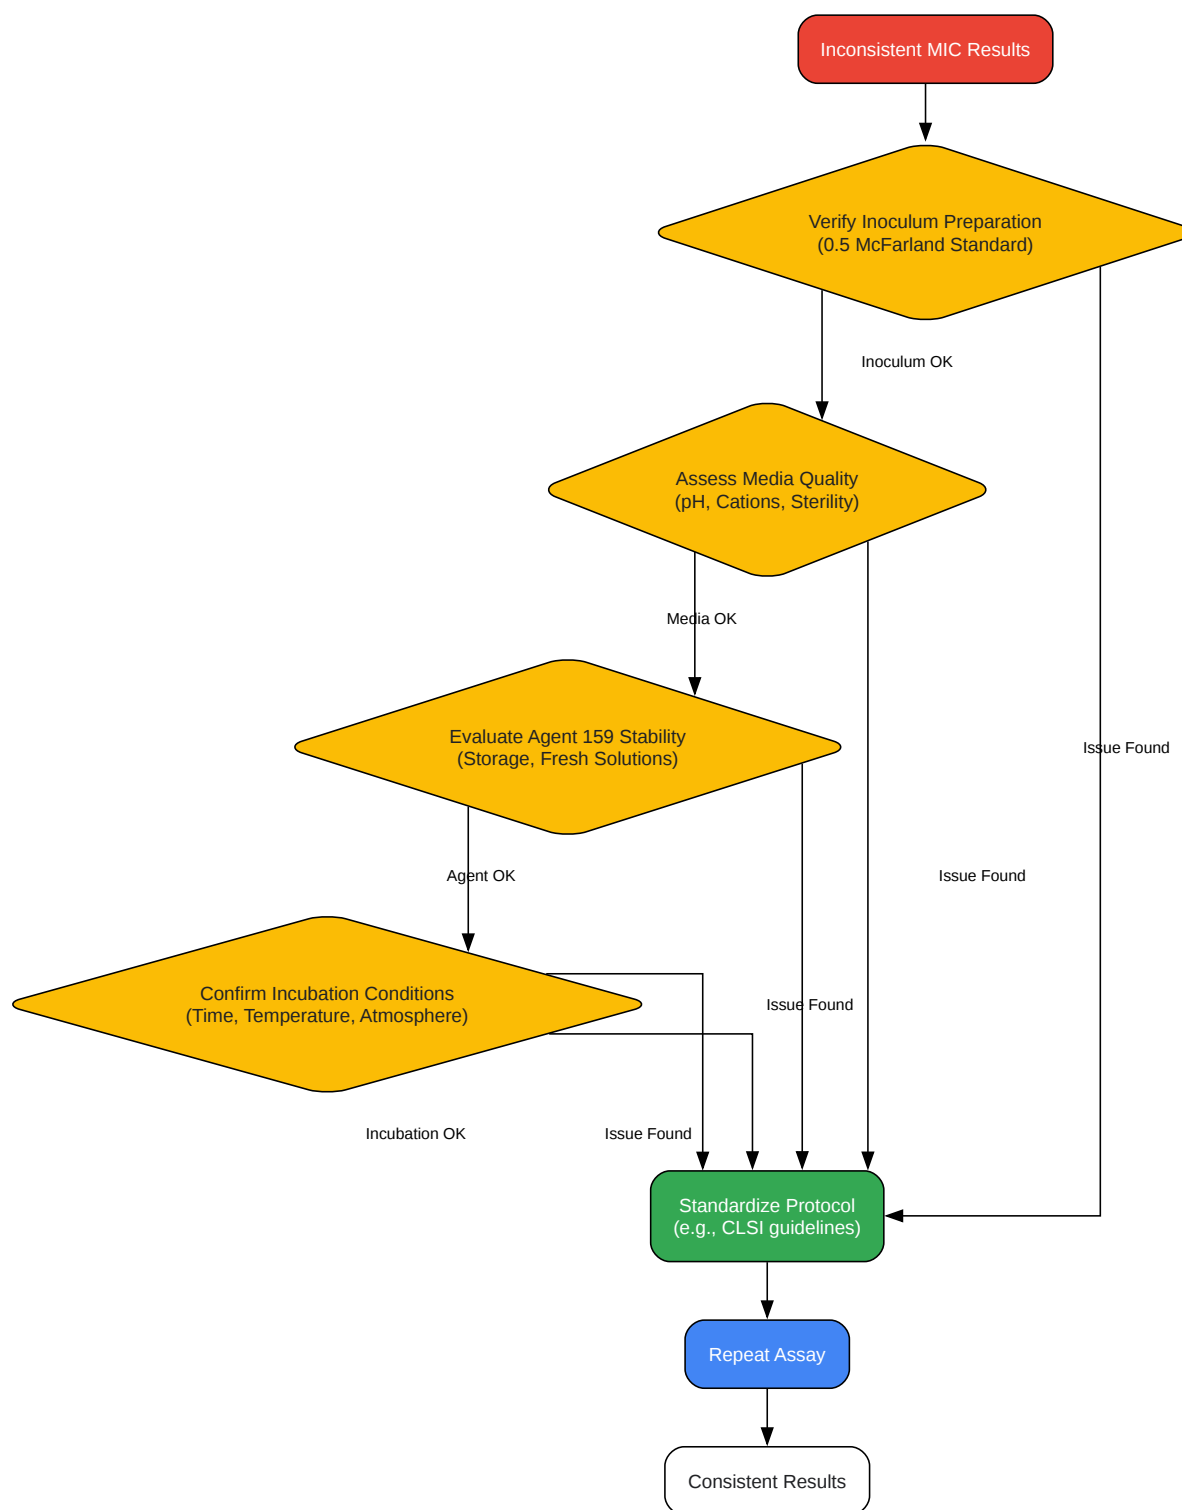 Inconsistent MIC Results
Verify Inoculum Preparation
(0.5 McFarland Standard)
Inoculum OK
Assess Media Quality
(pH, Cations, Sterility)
Media OK
Evaluate Agent 159 Stability
(Storage, Fresh Solutions)
Issue Found
Agent OK
Issue Found
Confirm Incubation Conditions
(Time, Temperature, Atmosphere)
Issue Found
Incubation OK
Issue Found
Standardize Protocol
(e.g., CLSI guidelines)
Repeat Assay
Consistent Results